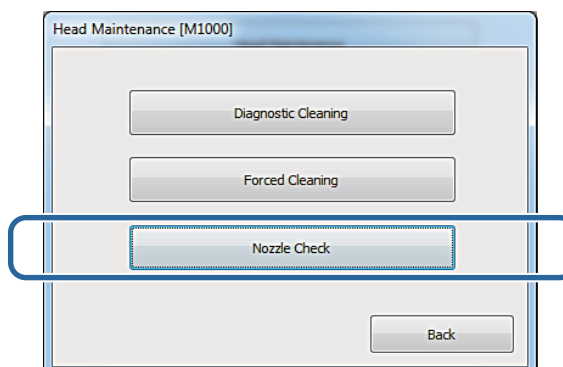 Head Maintenance [M1000]
Diagnostic Cleaning
Forced Cleaning
Nozzle Check
Back